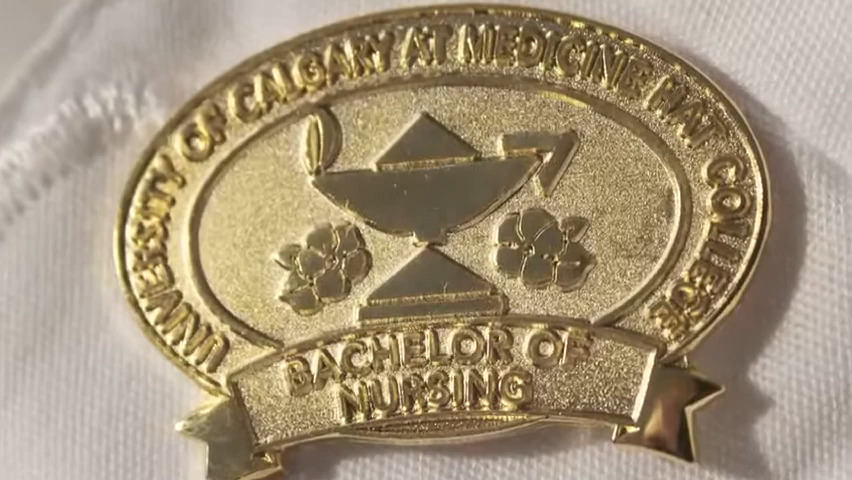 UNIVERSITY OF CALGARY AT MEDICINE HAT COLLEGE
BACHELOR OF
NURSING